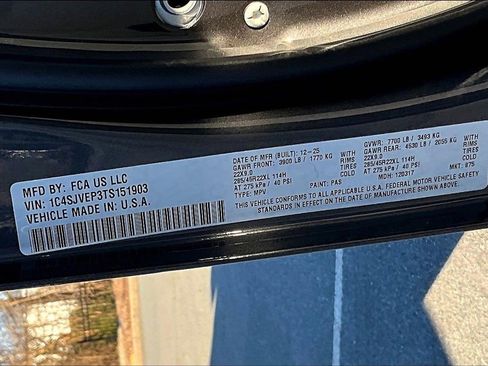 MFD BY: FCA US LLC
VIN: 1C4SJVEP3TS151903
VEHICLE MADE IN: U.S.A.
DATE OF MFR (BUILT): 12-25
GAWR FRONT: 3900 LB / 1770 KG WITH
22X9.0 RIMS
285/45R22XL 114H TIRES
AT 275 kPa/ 40 PSI COLD
TYPE: MPV PAINT: PAS
GVWR: 7700 LB / 3493 KG
GAWR REAR: 4530 LB / 2055 KG WITH
22X9.0 RIMS
285/45R22XL 114H TIRES
AT 275 kPa/ 40 PSI COLD
MDH: 120317 MKT: 875
THIS VEHICLE CONFORMS TO ALL APPLICABLE U.S.A. FEDERAL MOTOR VEHICLE SAFETY
STANDARDS IN EFFECT ON THE DATE OF MANUFACTURE SHOWN ABOVE.